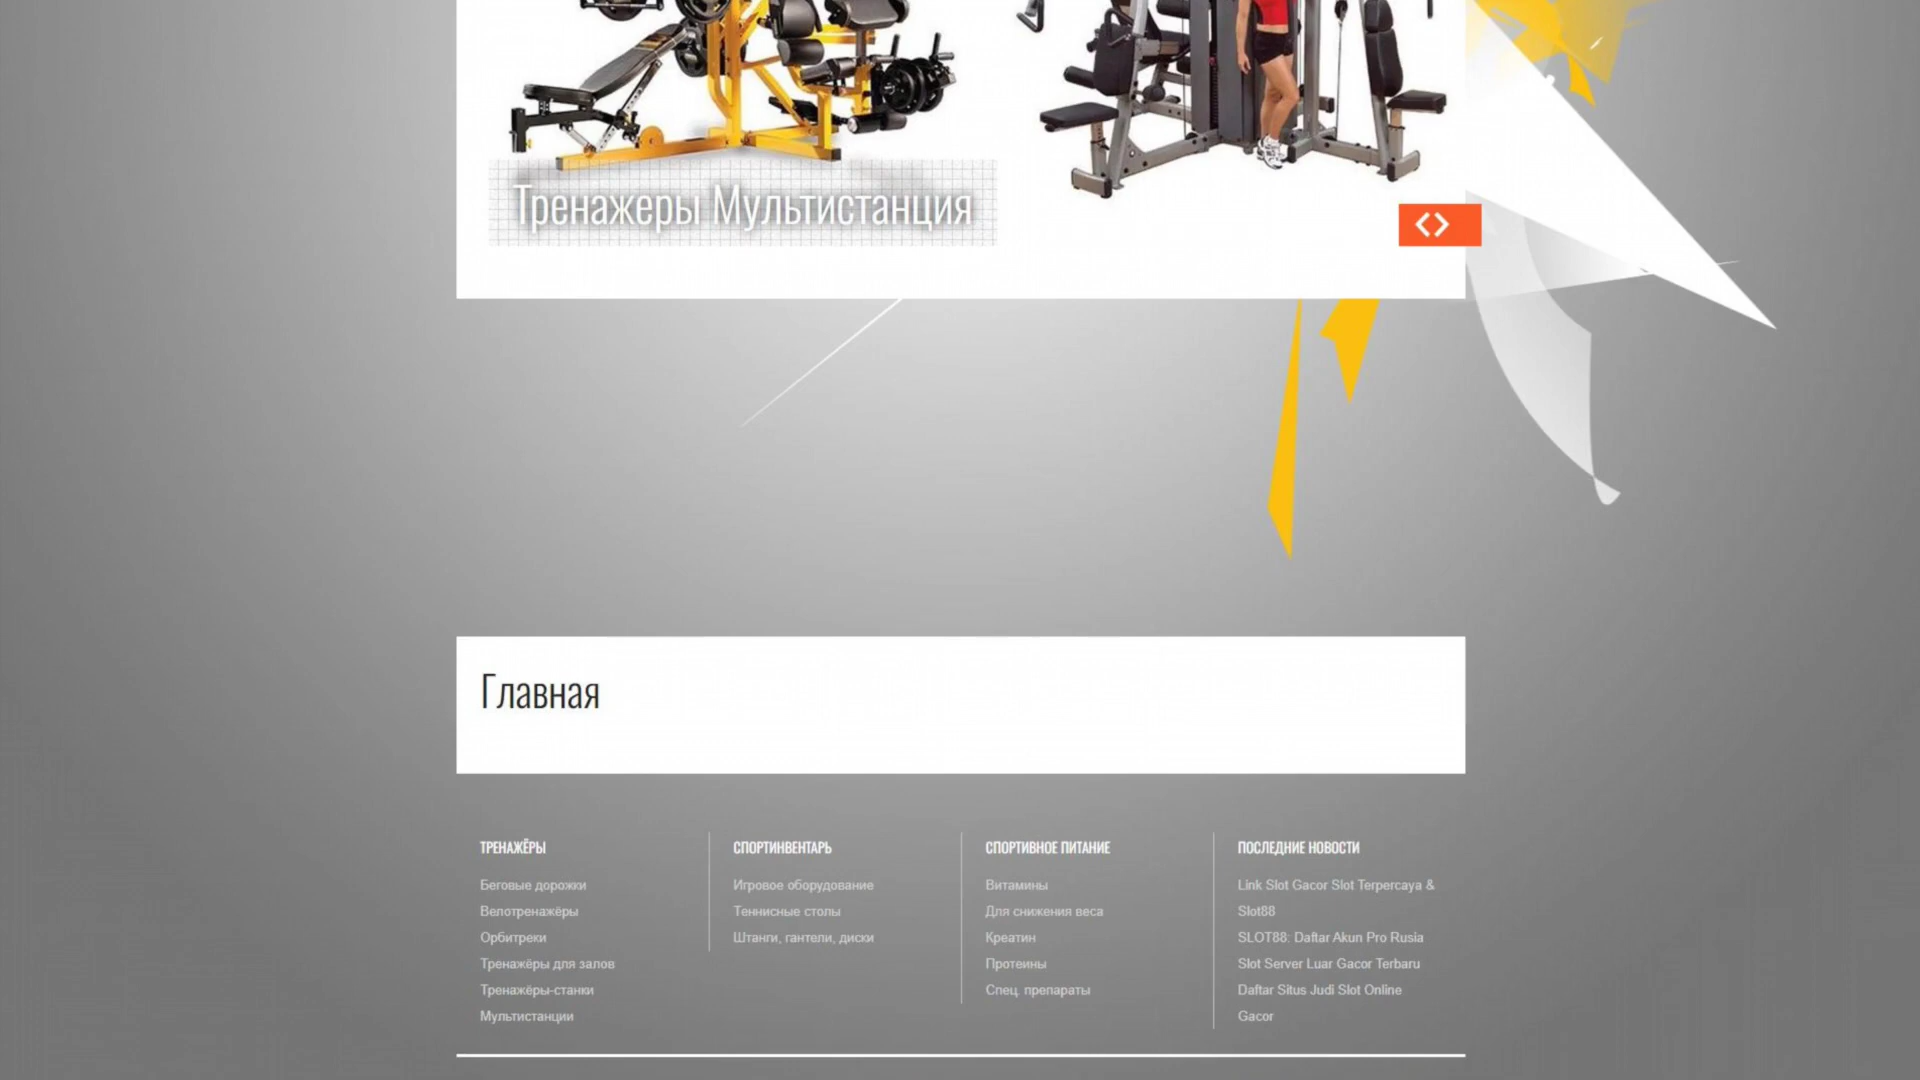 Тренажеры Мультистанция
Главная
ТРЕНАЖЁРЫ
Беговые дорожки
Велотренажёры
Орбитреки
Тренажёры для залов
Тренажёры-станки
Мультистанции
СПОРТИНВЕНТАРЬ
Игровое оборудование
Теннисные столы
Штанги, гантели, диски
СПОРТИВНОЕ ПИТАНИЕ
Витамины
Для снижения веса
Креатин
Протеины
Спец. препараты
ПОСЛЕДНИЕ НОВОСТИ
Link Slot Gacor Slot Terpercaya &
Slot88
SLOT88: Daftar Akun Pro Rusia
Slot Server Luar Gacor Terbaru
Daftar Situs Judi Slot Online
Gacor